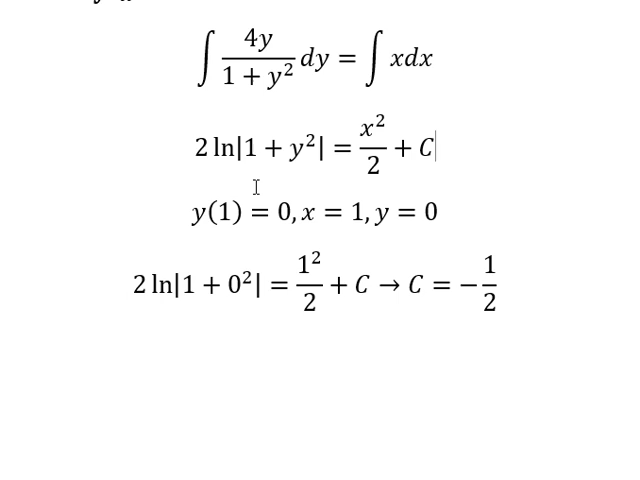 ∫ 4y/(1 + y²) dy = ∫ xdx
2 ln|1 + y²| = x²/2 + C
y(1) = 0, x = 1, y = 0
2 ln|1 + 0²| = 1²/2 + C → C = −1/2